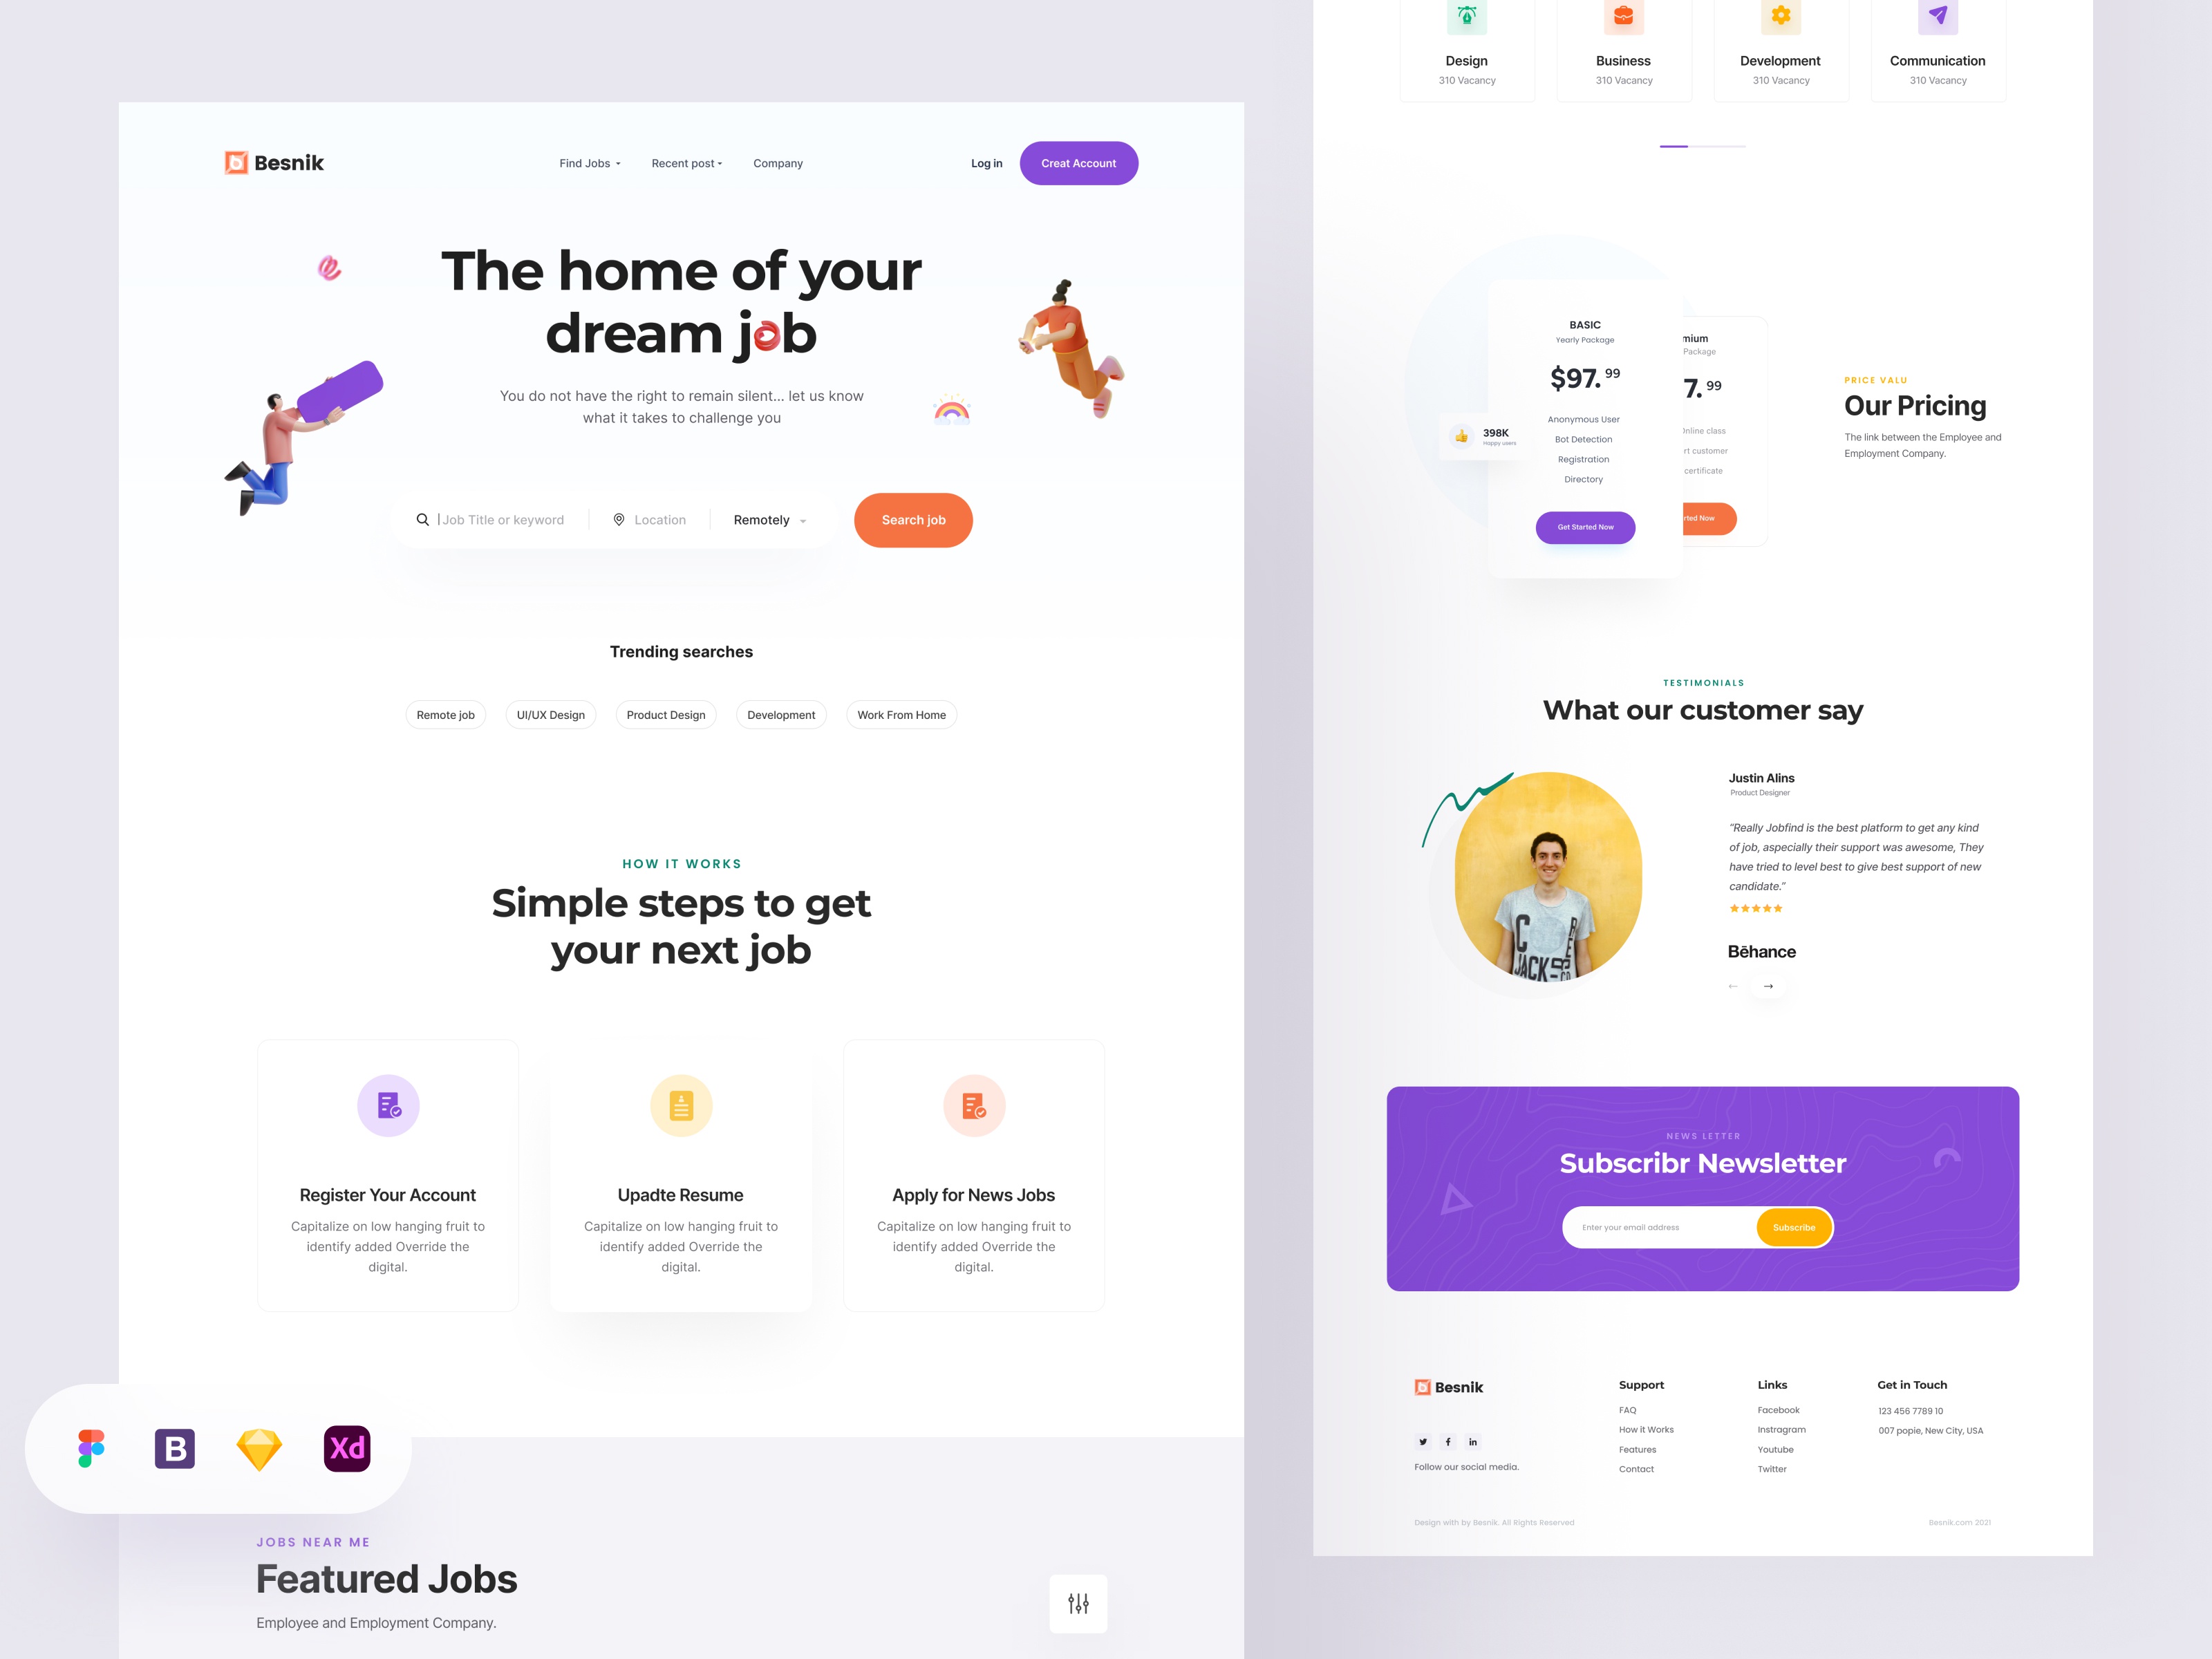 Besnik
Find Jobs
Recent post
Company
Log in
Creat Account
The home of your
dream job
You do not have the right to remain silent... let us know
what it takes to challenge you
Job Title or keyword
Location
Remotely
Search job
Trending searches
Remote job
UI/UX Design
Product Design
Development
Work From Home
HOW IT WORKS
Simple steps to get
your next job
Register Your Account
Capitalize on low hanging fruit to
identify added Override the
digital.
Upadte Resume
Capitalize on low hanging fruit to
identify added Override the
digital.
Apply for News Jobs
Capitalize on low hanging fruit to
identify added Override the
digital.
B
Xd
JOBS NEAR ME
Featured Jobs
Employee and Employment Company.
Design
310 Vacancy
Business
310 Vacancy
Development
310 Vacancy
Communication
310 Vacancy
BASIC
Yearly Package
$97.99
Anonymous User
Bot Detection
Registration
Directory
Get Started Now
398K
Happy users
mium
Package
7.99
Online class
rt customer
certificate
rted Now
PRICE VALU
Our Pricing
The link between the Employee and
Employment Company.
TESTIMONIALS
What our customer say
Justin Alins
Product Designer
"Really Jobfind is the best platform to get any kind
of job, aspecially their support was awesome, They
have tried to level best to give best support of new
candidate."
Bēhance
NEWS LETTER
Subscribr Newsletter
Enter your email address
Subscribe
Besnik
Follow our social media.
Support
FAQ
How it Works
Features
Contact
Links
Facebook
Instragram
Youtube
Twitter
Get in Touch
123 456 7789 10
007 popie, New City, USA
Design with by Besnik. All Rights Reserved
Besnik.com 2021